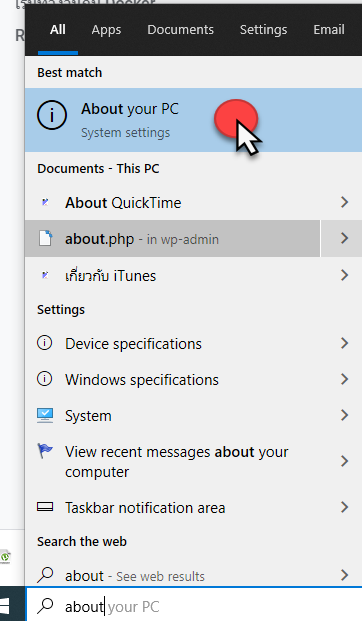 All Apps Documents Settings Email
Best match
About your PC
System settings
Documents - This PC
About QuickTime
about.php - in wp-admin
เกี่ยวกับ iTunes
Settings
Device specifications
Windows specifications
System
View recent messages about your
computer
Taskbar notification area
Search the web
about - See web results
about your PC